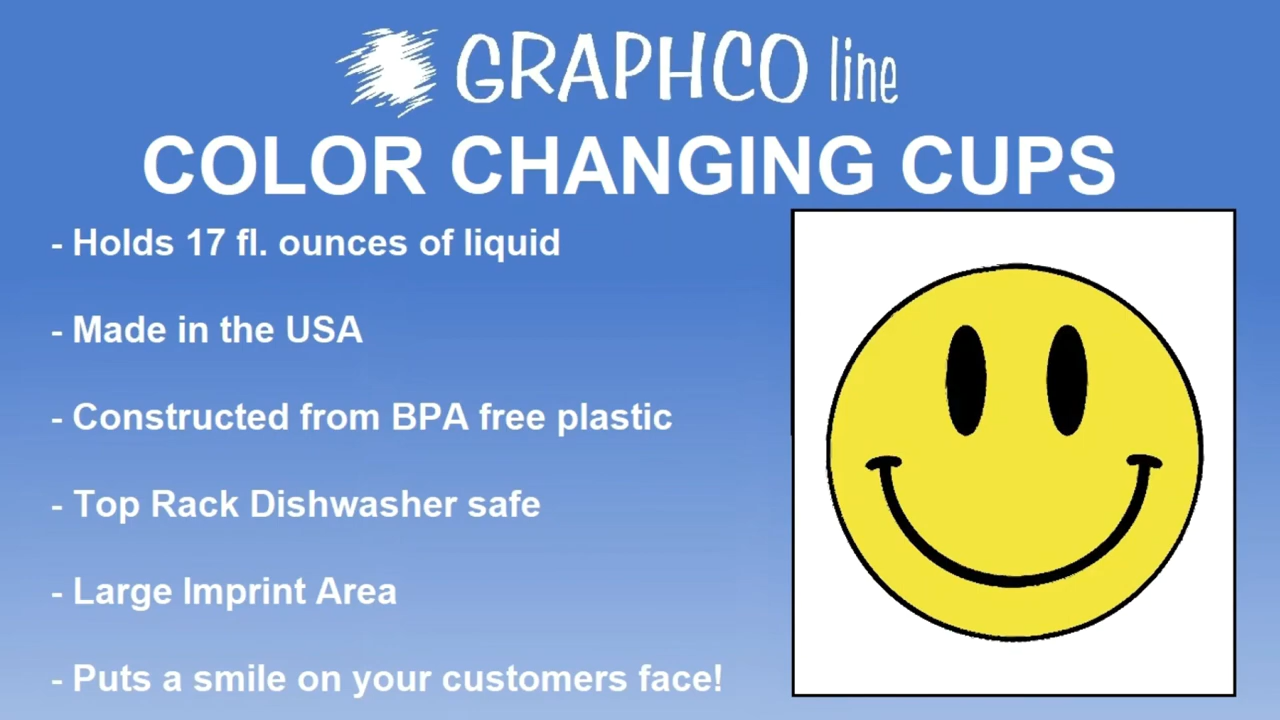 GRAPHCO line
COLOR CHANGING CUPS
- Holds 17 fl. ounces of liquid
- Made in the USA
- Constructed from BPA free plastic
- Top Rack Dishwasher safe
- Large Imprint Area
- Puts a smile on your customers face!